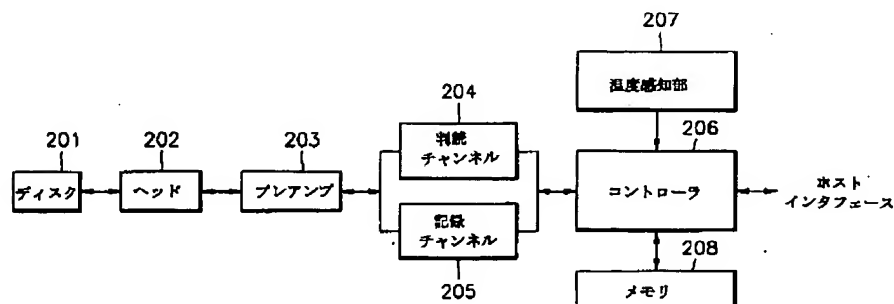 207
温度感知部
204
206
201
202
203
判読
チャンネル
ディスク
ヘッド
プレアンプ
コントローラ
ホスト
インタフェース
記録
チャンネル
205
208
メモリ